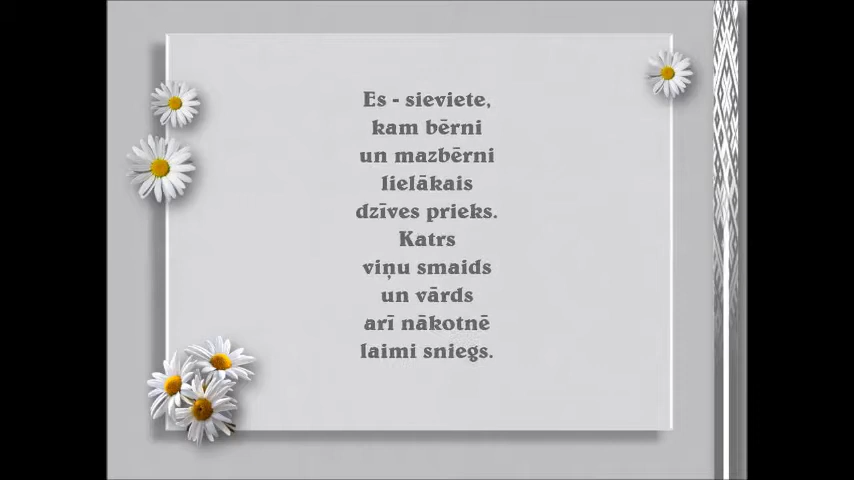 Es - sieviete,
kam bērni
un mazbērni
lielākais
dzīves prieks.
Katrs
viņu smaids
un vārds
arī nākotnē
laimi sniegs.